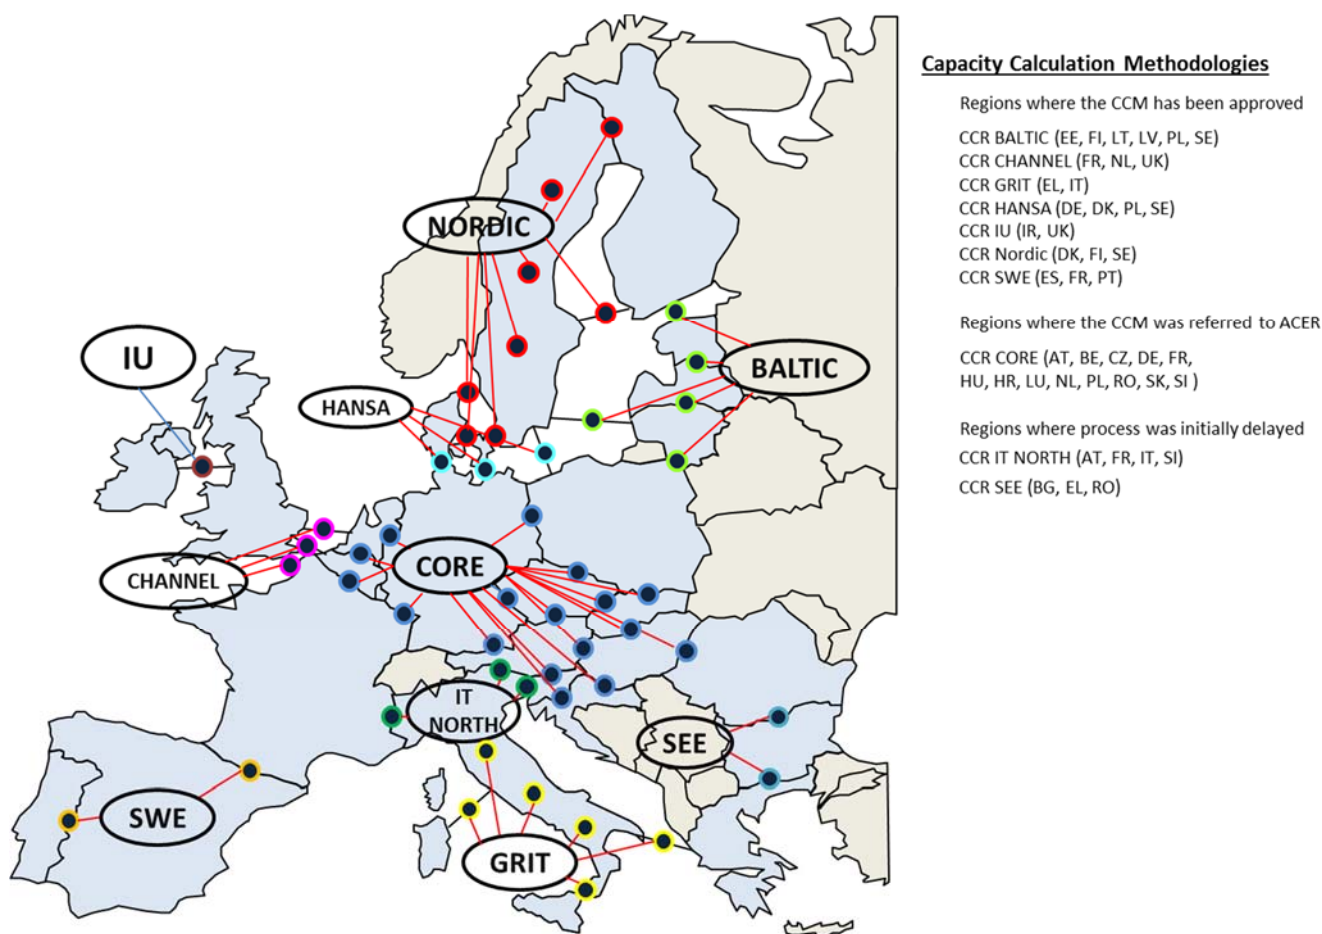 Capacity Calculation Methodologies
Regions where the CCM has been approved
CCR BALTIC (EE, FI, LT, LV, PL, SE)
CCR CHANNEL (FR, NL, UK)
CCR GRIT (EL, IT)
CCR HANSA (DE, DK, PL, SE)
CCR IU (IR, UK)
CCR Nordic (DK, FI, SE)
CCR SWE (ES, FR, PT)
Regions where the CCM was referred to ACER
CCR CORE (AT, BE, CZ, DE, FR,
HU, HR, LU, NL, PL, RO, SK, SI )
Regions where process was initially delayed
CCR IT NORTH (AT, FR, IT, SI)
CCR SEE (BG, EL, RO)
NORDIC
IU
BALTIC
HANSA
CORE
CHANNEL
IT
NORTH
SEE
SWE
GRIT